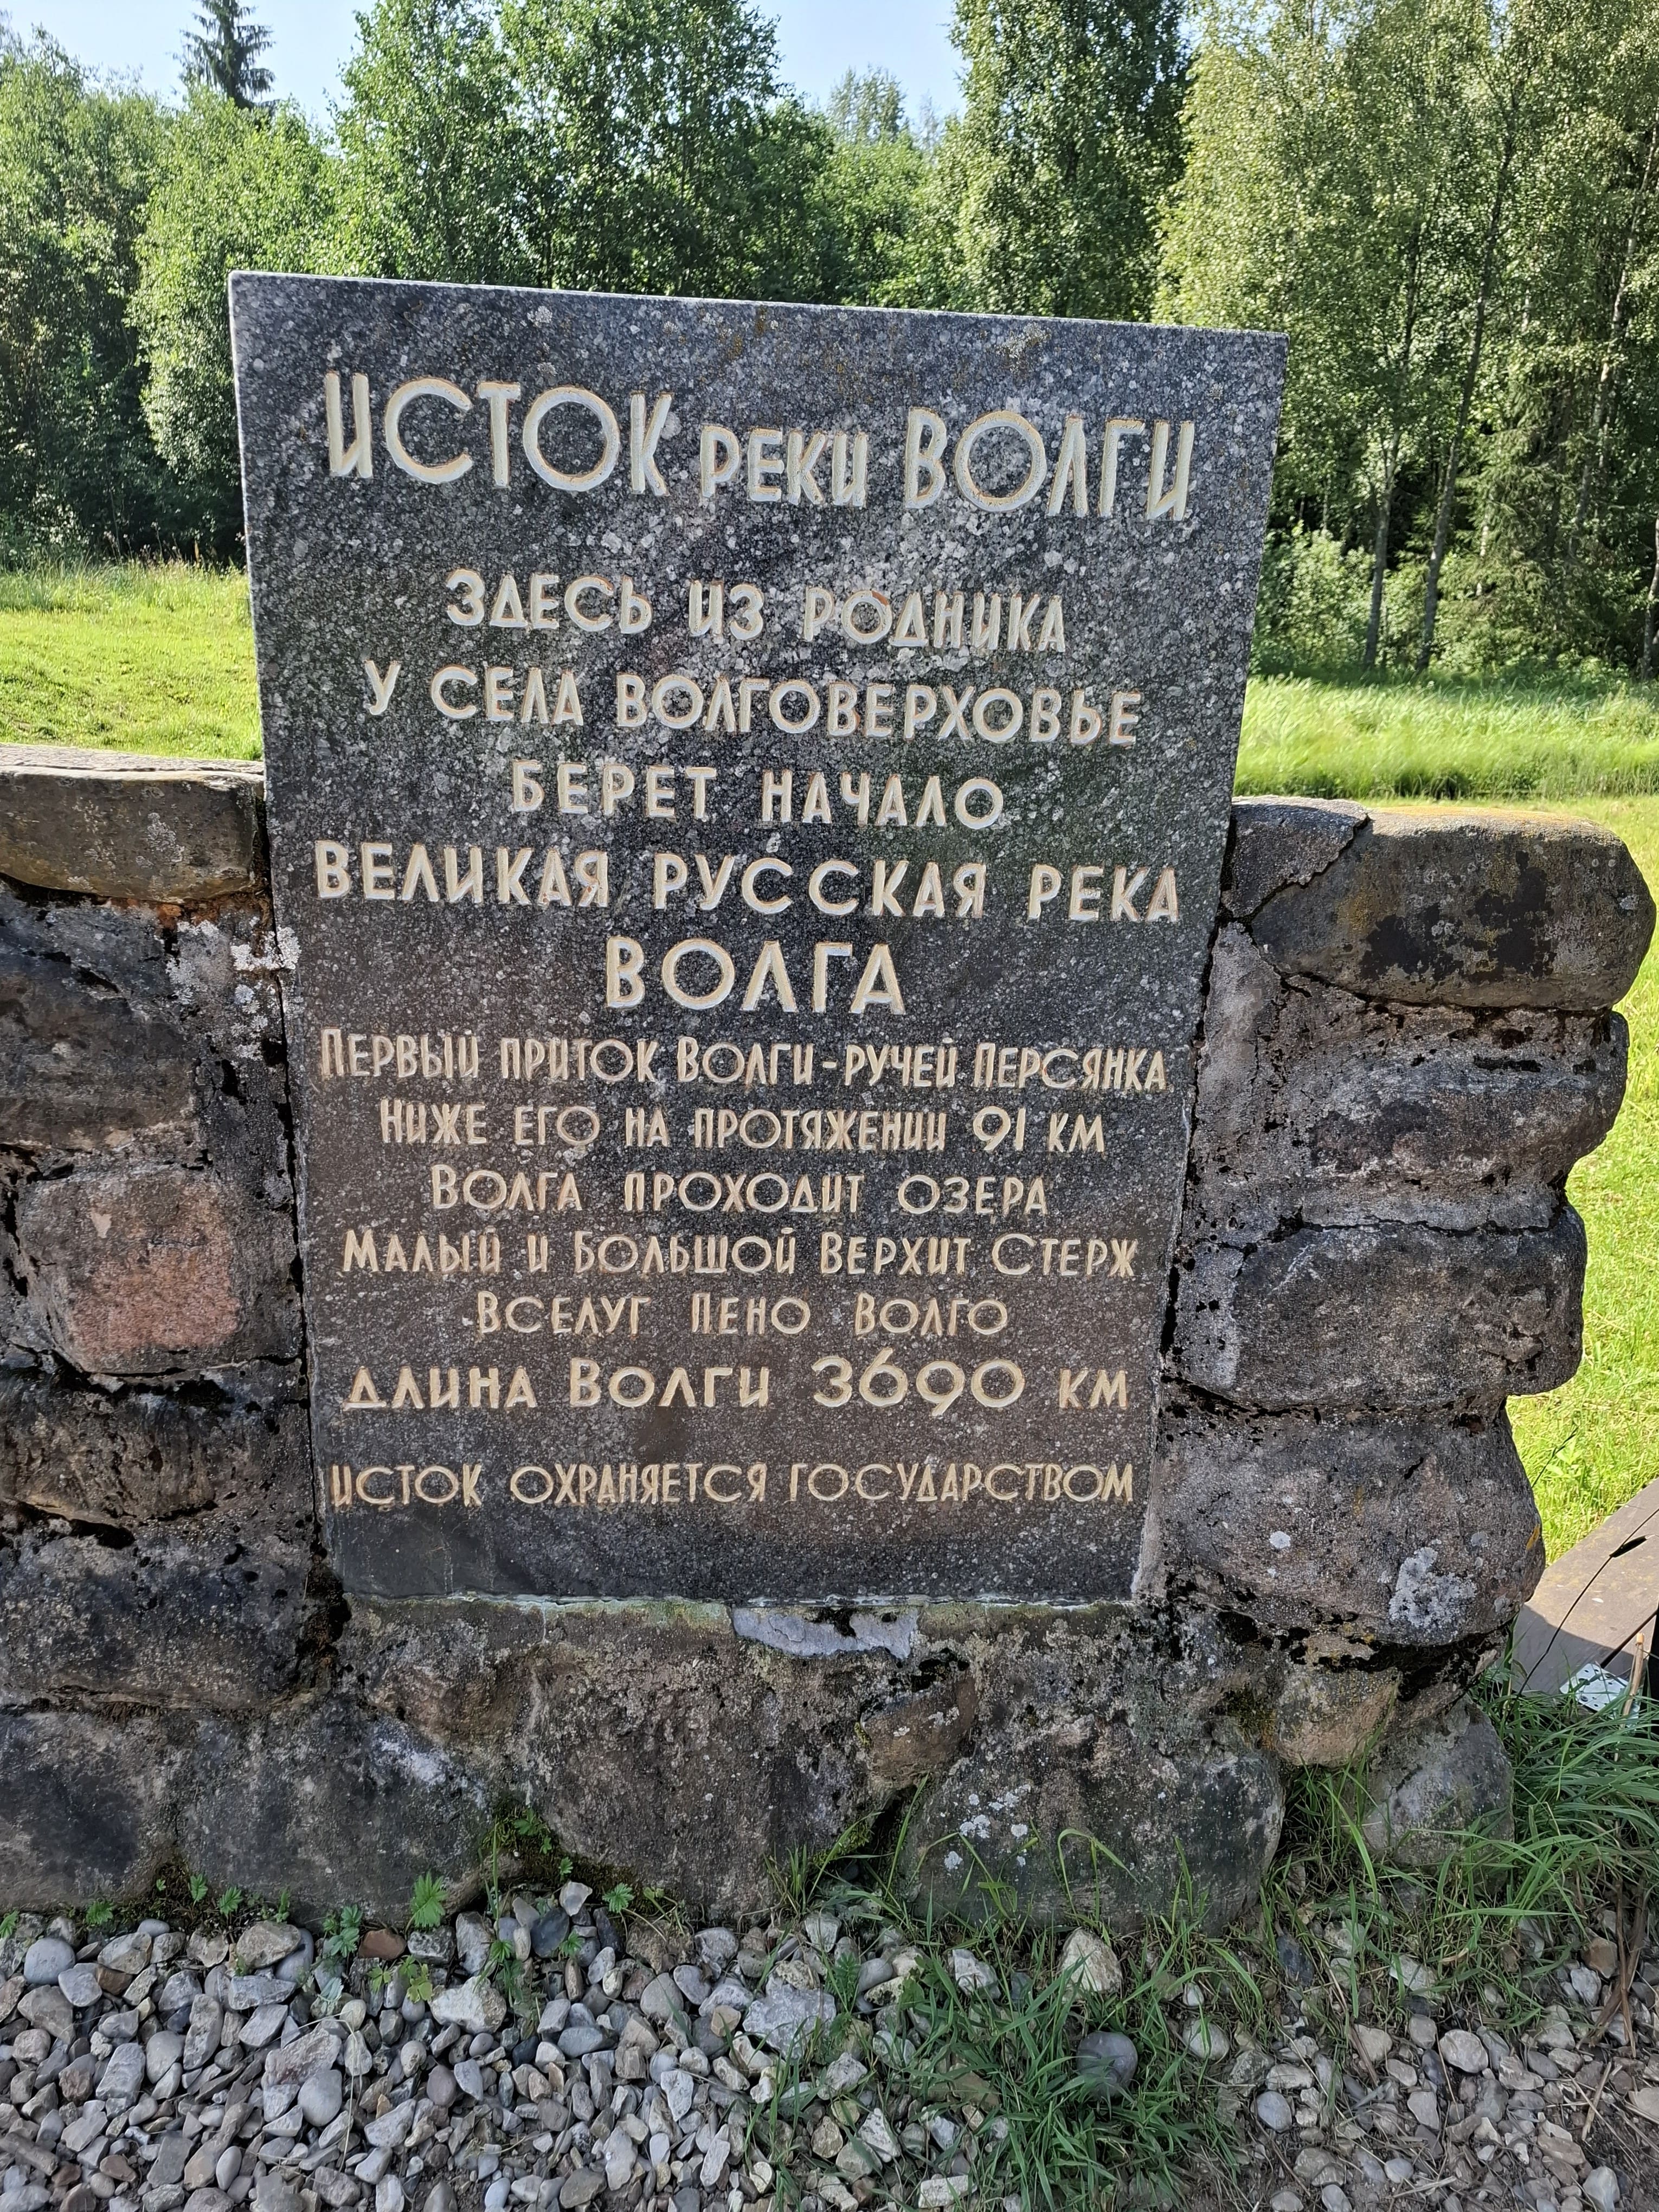 ИСТОК РЕКИ ВОЛГИ
ЗДЕСЬ ИЗ РОДНИКА
У СЕЛА ВОЛГОВЕРХОВЬЕ
БЕРЕТ НАЧАЛО
ВЕЛИКАЯ РУССКАЯ РЕКА
ВОЛГА
ПЕРВЫЙ ПРИТОК ВОЛГИ-РУЧЕЙ ПЕРСЯНКА
НИЖЕ ЕГО НА ПРОТЯЖЕНИИ 91 КМ
ВОЛГА ПРОХОДИТ ОЗЕРА
МАЛЫЙ И БОЛЬШОЙ ВЕРХИТ СТЕРЖ
ВСЕЛУГ ПЕНО ВОЛГО
ДЛИНА ВОЛГИ 3690 КМ
ИСТОК ОХРАНЯЕТСЯ ГОСУДАРСТВОМ